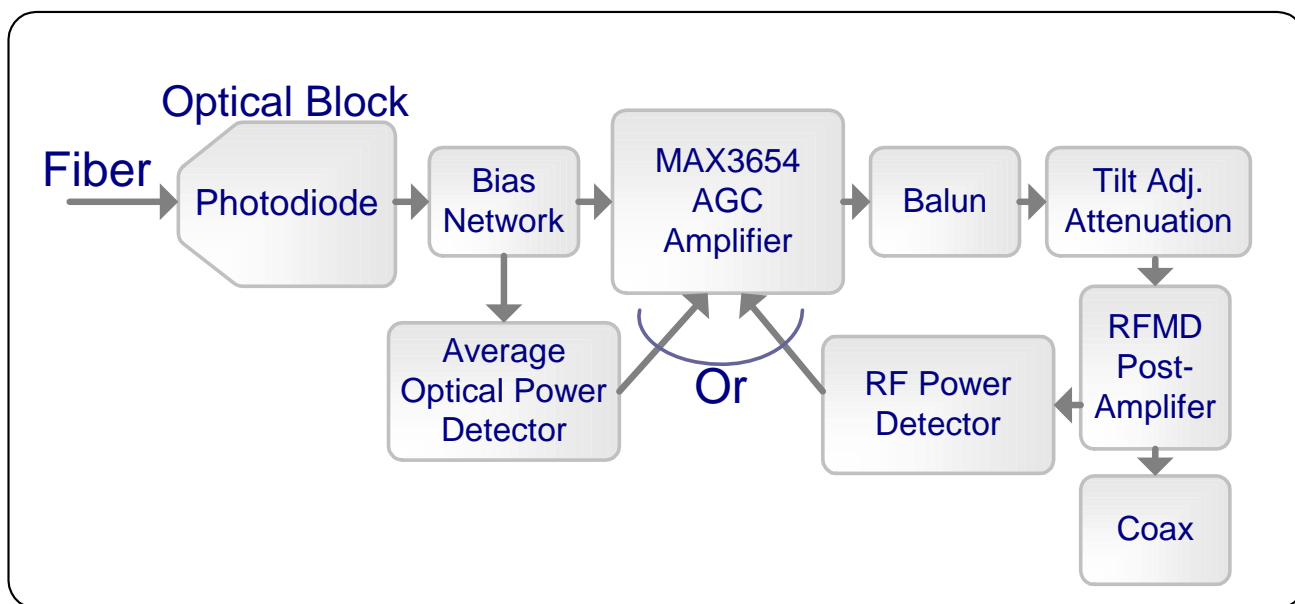 Optical Block
Fiber
Photodiode
Bias
Network
MAX3654
AGC
Amplifier
Balun
Tilt Adj.
Attenuation
Average
Optical Power
Detector
Or
RF Power
Detector
RFMD
Post-
Amplifer
Coax